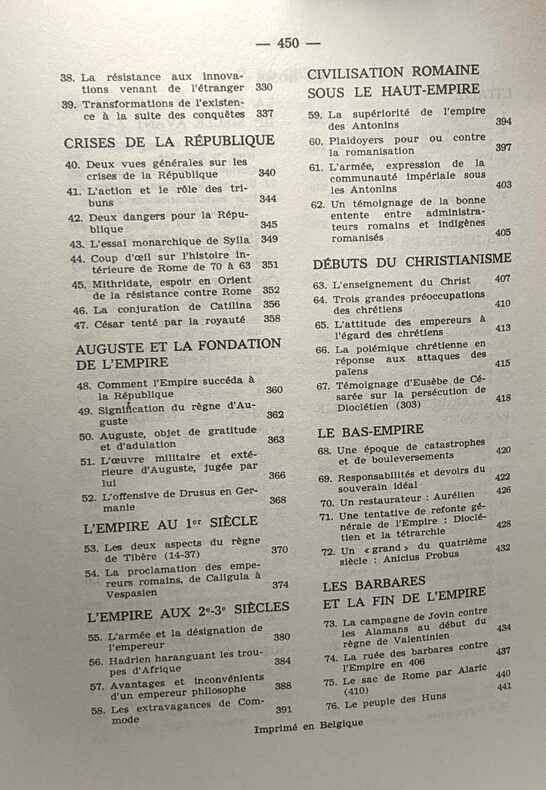 — 450 —
38. La résistance aux innova-
tions venant de l'étranger 330
39. Transformations de l'existen-
ce à la suite des conquêtes 337
CRISES DE LA RÉPUBLIQUE
40. Deux vues générales sur les
crises de la République 340
41. L'action et le rôle des tri-
buns 344
42. Deux dangers pour la Répu-
blique 345
43. L'essai monarchique de Sylla 349
44. Coup d'œil sur l'histoire in-
térieure de Rome de 70 à 63 351
45. Mithridate, espoir en Orient
de la résistance contre Rome 352
46. La conjuration de Catilina 356
47. César tenté par la royauté 358
AUGUSTE ET LA FONDATION
DE L'EMPIRE
48. Comment l'Empire succéda à
la République 360
49. Signification du règne d'Au-
guste 362
50. Auguste, objet de gratitude
et d'adulation 363
51. L'œuvre militaire et exté-
rieure d'Auguste, jugée par
lui 366
52. L'offensive de Drusus en Ger-
manie 368
L'EMPIRE AU 1er SIÈCLE
53. Les deux aspects du règne
de Tibère (14-37) 370
54. La proclamation des empe-
reurs romains, de Caligula à
Vespasien 374
L'EMPIRE AUX 2e-3e SIÈCLES
55. L'armée et la désignation de
l'empereur 380
56. Hadrien haranguant les trou-
pes d'Afrique 384
57. Avantages et inconvénients
d'un empereur philosophe 388
58. Les extravagances de Com-
mode 391
CIVILISATION ROMAINE
SOUS LE HAUT-EMPIRE
59. La supériorité de l'empire
des Antonins 394
60. Plaidoyers pour ou contre
la romanisation 397
61. L'armée, expression de la
communauté impériale sous
les Antonins 403
62. Un témoignage de la bonne
entente entre administra-
teurs romains et indigènes
romanisés 405
DÉBUTS DU CHRISTIANISME
63. L'enseignement du Christ 407
64. Trois grandes préoccupations
des chrétiens 410
65. L'attitude des empereurs à
l'égard des chrétiens 413
66. La polémique chrétienne en
réponse aux attaques des
païens 415
67. Témoignage d'Eusèbe de Cé-
sarée sur la persécution de
Dioclétien (303) 418
LE BAS-EMPIRE
68. Une époque de catastrophes
et de bouleversements 420
69. Responsabilités et devoirs du
souverain idéal 422
70. Un restaurateur : Aurélien 426
71. Une tentative de refonte gé-
nérale de l'Empire : Dioclé-
tien et la tétrarchie 428
72. Un « grand » du quatrième
siècle : Anicius Probus 432
LES BARBARES
ET LA FIN DE L'EMPIRE
73. La campagne de Jovin contre
les Alamans au début du
règne de Valentinien 434
74. La ruée des barbares contre
l'Empire en 406 437
75. Le sac de Rome par Alaric
(410) 440
76. Le peuple des Huns 441
Imprimé en Belgique